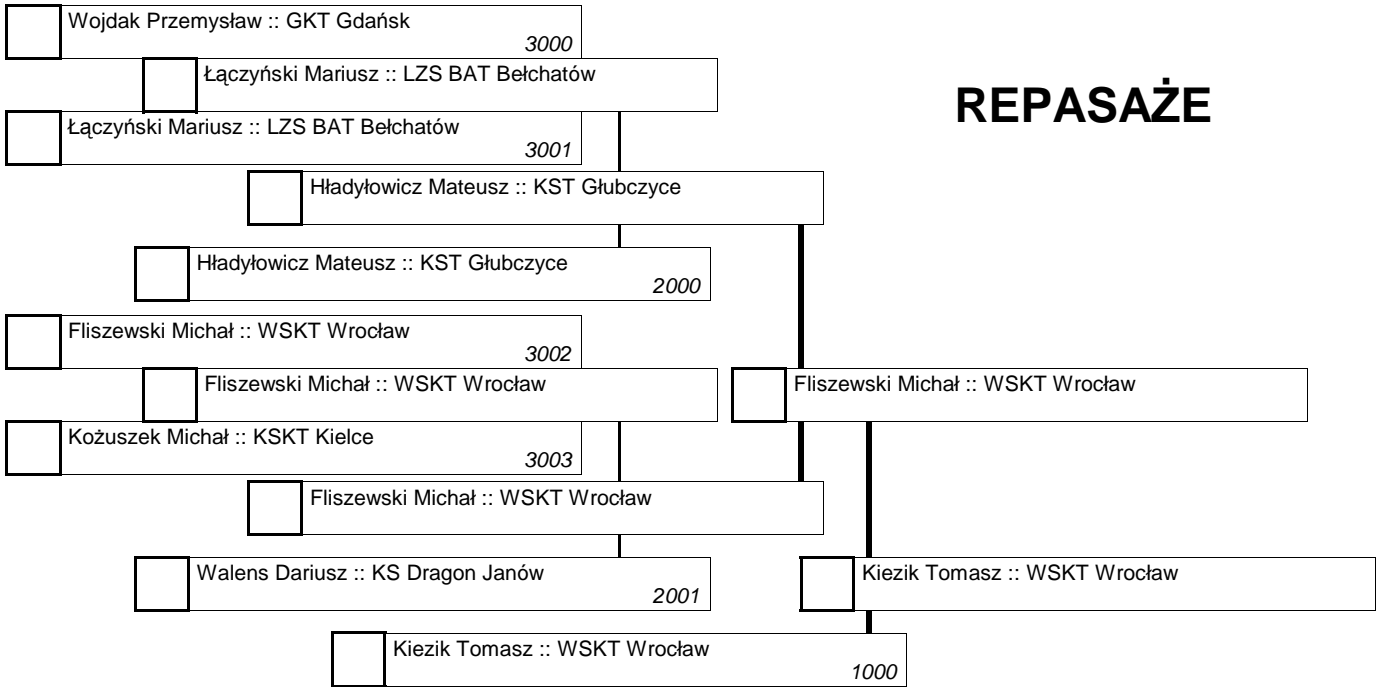 Wojdak Przemysław :: GKT Gdańsk
3000
Łączyński Mariusz :: LZS BAT Bełchatów
REPASAŻE
Łączyński Mariusz :: LZS BAT Bełchatów
3001
Hładyłowicz Mateusz :: KST Głubczyce
Hładyłowicz Mateusz :: KST Głubczyce
2000
Fliszewski Michał :: WSKT Wrocław
3002
Fliszewski Michał :: WSKT Wrocław
Fliszewski Michał :: WSKT Wrocław
Kożuszek Michał :: KSKT Kielce
3003
Fliszewski Michał :: WSKT Wrocław
Walens Dariusz :: KS Dragon Janów
2001
Kiezik Tomasz :: WSKT Wrocław
Kiezik Tomasz :: WSKT Wrocław
1000